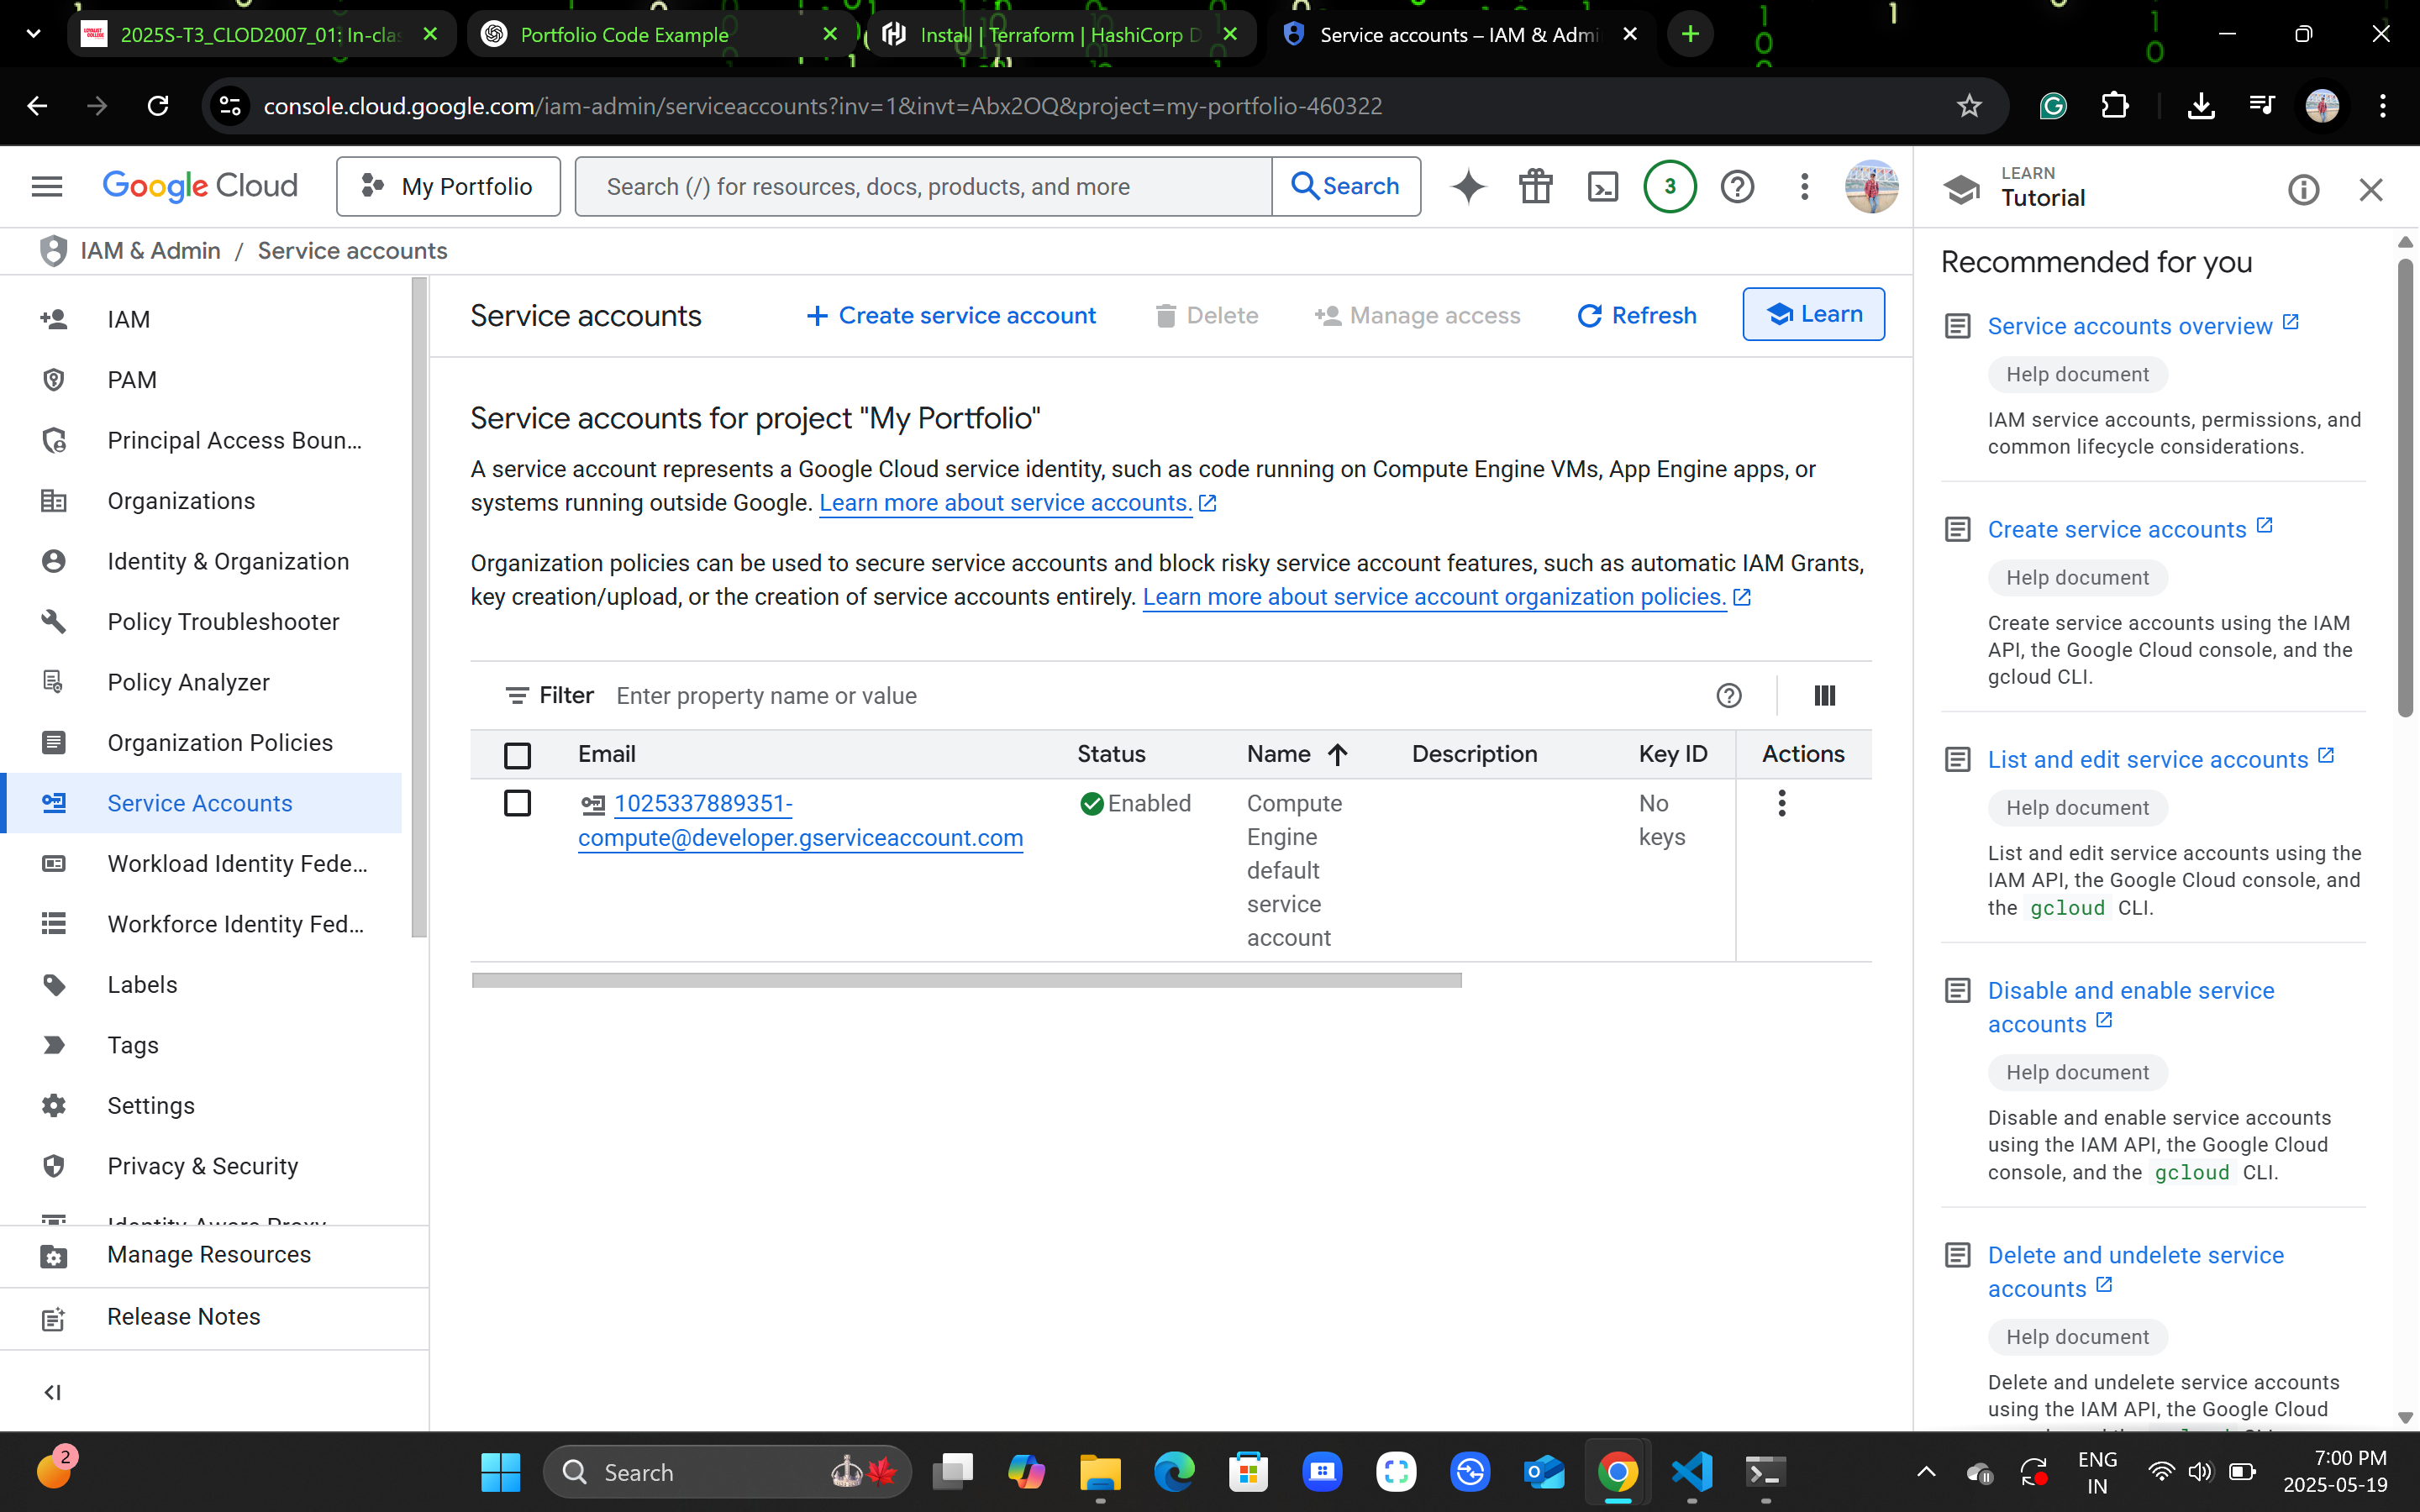 2025S-T3_CLOD2007_01: In-clas
Portfolio Code Example
Install | Terraform | HashiCorp D
Service accounts – IAM & Admi
console.cloud.google.com/iam-admin/serviceaccounts?inv=1&invt=Abx2OQ&project=my-portfolio-460322
Google Cloud
My Portfolio
Search (/) for resources, docs, products, and more
Search
3
LEARN
Tutorial
IAM & Admin / Service accounts
IAM
PAM
Principal Access Boun...
Organizations
Identity & Organization
Policy Troubleshooter
Policy Analyzer
Organization Policies
Service Accounts
Workload Identity Fede...
Workforce Identity Fed...
Labels
Tags
Settings
Privacy & Security
Identity-Aware Proxy
Manage Resources
Release Notes
Service accounts
Create service account
Delete
Manage access
Refresh
Learn
Service accounts for project "My Portfolio"
A service account represents a Google Cloud service identity, such as code running on Compute Engine VMs, App Engine apps, or
systems running outside Google. Learn more about service accounts.
Organization policies can be used to secure service accounts and block risky service account features, such as automatic IAM Grants,
key creation/upload, or the creation of service accounts entirely. Learn more about service account organization policies.
Filter Enter property name or value
Email Status Name Description Key ID Actions
1025337889351-
compute@developer.gserviceaccount.com
Enabled
Compute
Engine
default
service
account
No
keys
Recommended for you
Service accounts overview
Help document
IAM service accounts, permissions, and
common lifecycle considerations.
Create service accounts
Help document
Create service accounts using the IAM
API, the Google Cloud console, and the
gcloud CLI.
List and edit service accounts
Help document
List and edit service accounts using the
IAM API, the Google Cloud console, and
the gcloud CLI.
Disable and enable service
accounts
Help document
Disable and enable service accounts
using the IAM API, the Google Cloud
console, and the gcloud CLI.
Delete and undelete service
accounts
Help document
Delete and undelete service accounts
using the IAM API, the Google Cloud
2
Search
ENG
IN
7:00 PM
2025-05-19